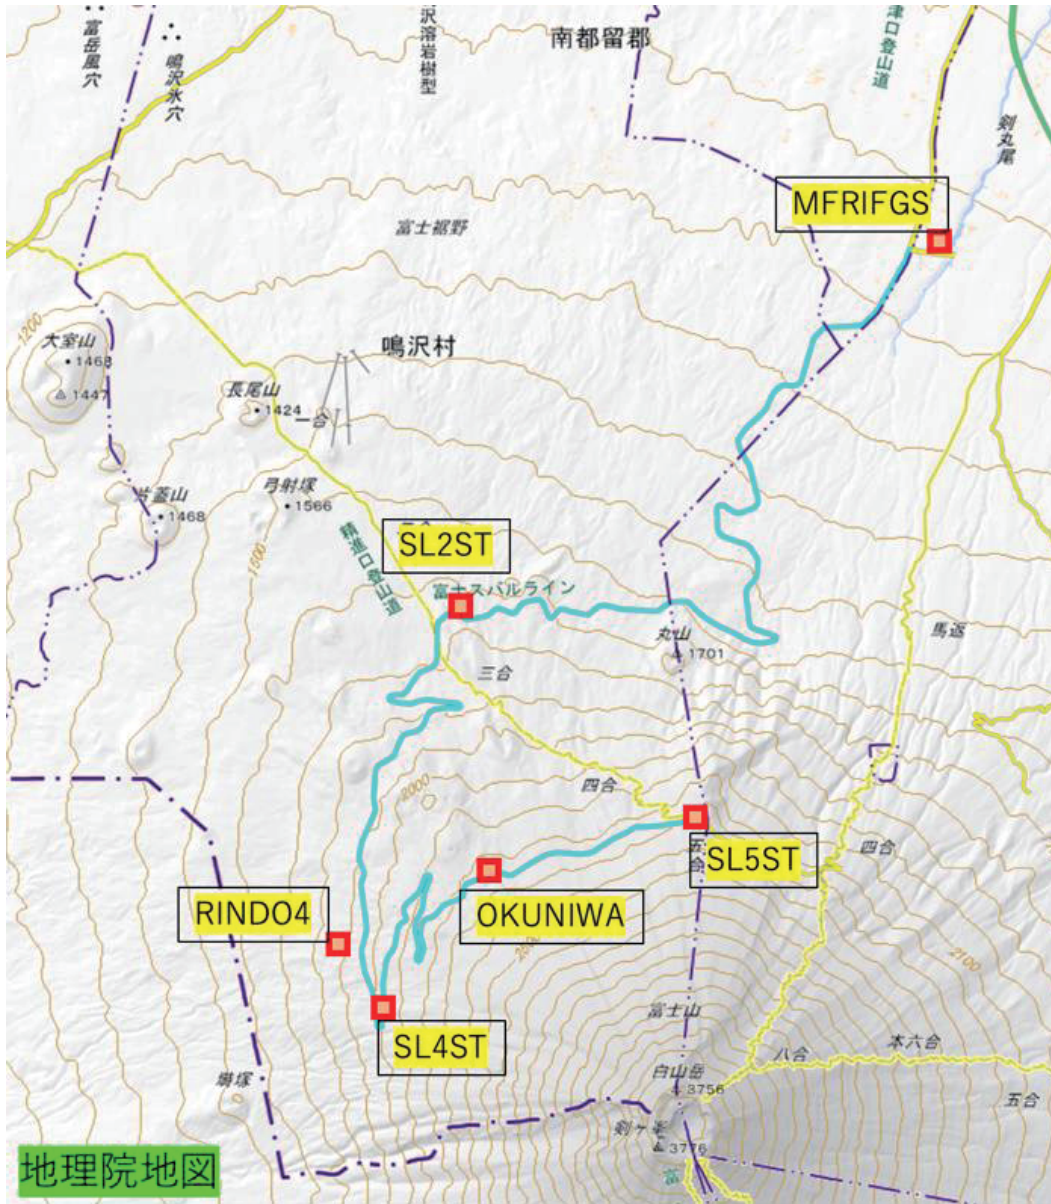 富岳風穴
鳴沢氷穴
沢溶岩樹型
南都留郡
津口登山道
剣丸尾
MFRIFGS
富士裾野
1200
大室山
1468
1447
鳴沢村
長尾山
1424
一合
片蓋山
1468
弓射塚
1566
1500
精進口登山道
SL2ST
富士スバルライン
丸山
1701
馬返
三合
四合
2000
四合
SL5ST
五合
RINDO4
OKUNIWA
2100
SL4ST
富士山
八合
本六合
白山岳
3756
五合
剣ヶ峯
3776
富
地理院地図